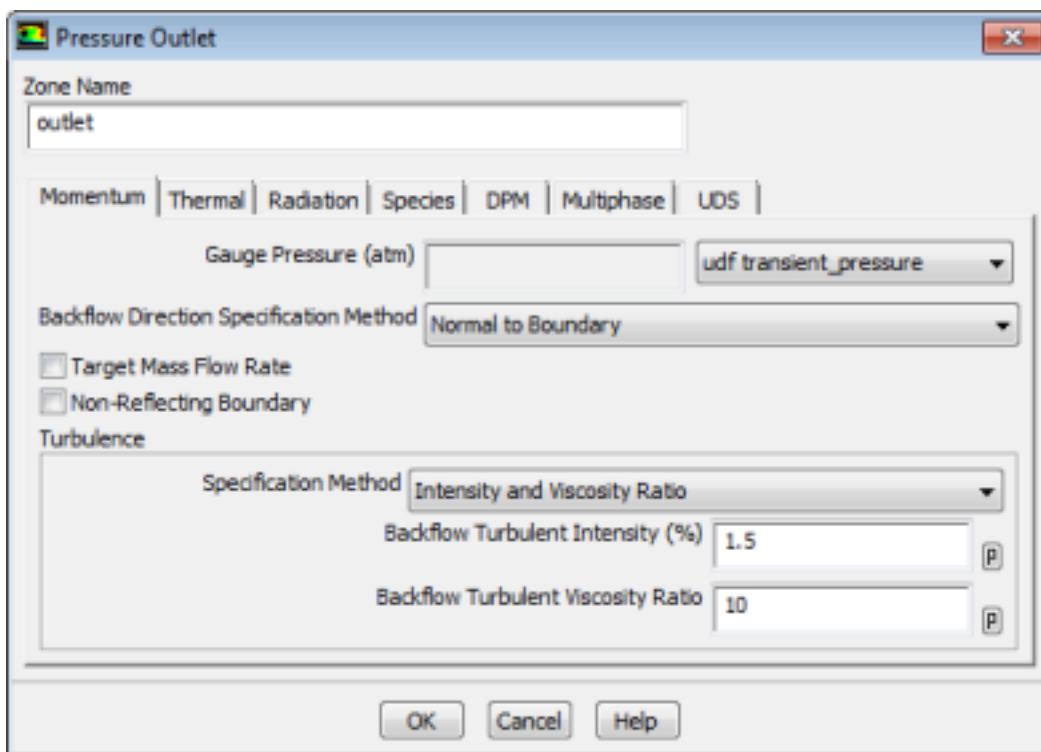 Pressure Outlet
Zone Name
outlet
Momentum Thermal Radiation Species DPM Multiphase UDS
Gauge Pressure (atm) udf transient_pressure
Backflow Direction Specification Method Normal to Boundary
Target Mass Flow Rate
Non-Reflecting Boundary
Turbulence
Specification Method Intensity and Viscosity Ratio
Backflow Turbulent Intensity (%) 1.5 P
Backflow Turbulent Viscosity Ratio 10 P
OK Cancel Help